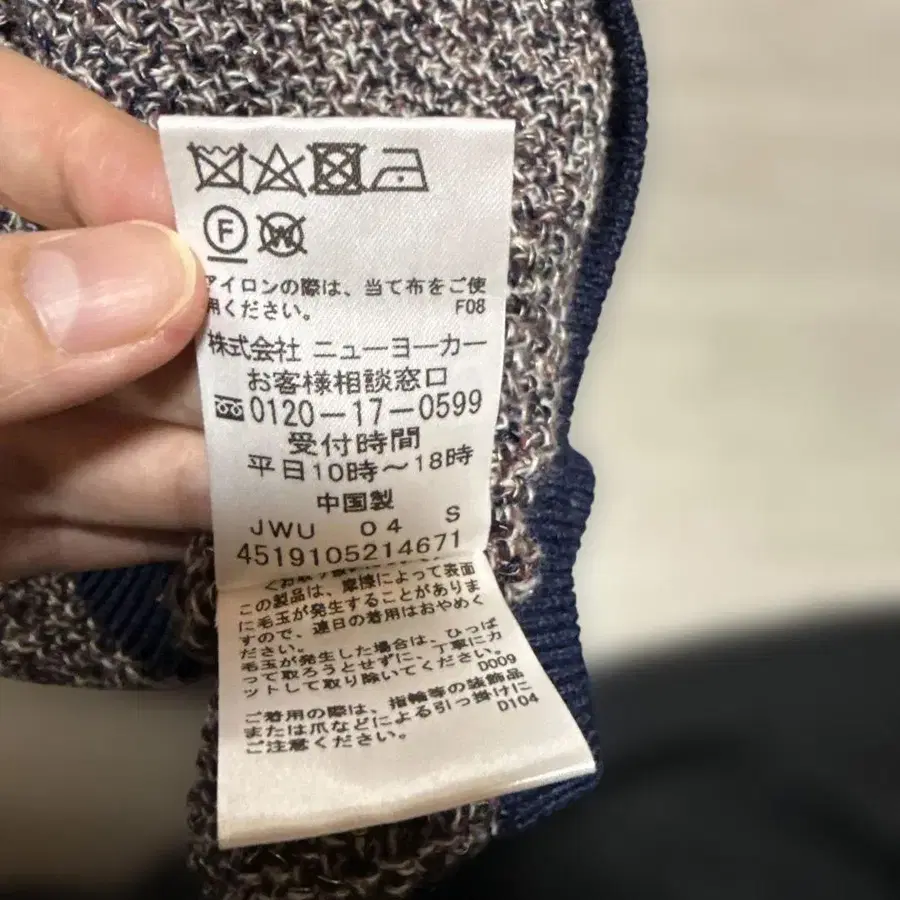 F W
アイロンの際は、当て布をご使
用ください。 F08
株式会社 ニューヨーカー
お客様相談窓口
0120-17-0599
受付時間
平日10時～18時
中国製
JWU 04 S
4519105214671
この製品は、摩擦によって表面
に毛玉が発生することがありま
すので、連日の着用はおやめく
ださい。
毛玉が発生した場合は、ひっぱ
って取ろうとせずに、丁寧にカ
ットして取り除いてください。
D009
ご着用の際は、指輪等の装飾品
または爪などによる引っ掛けに
ご注意ください。 D104